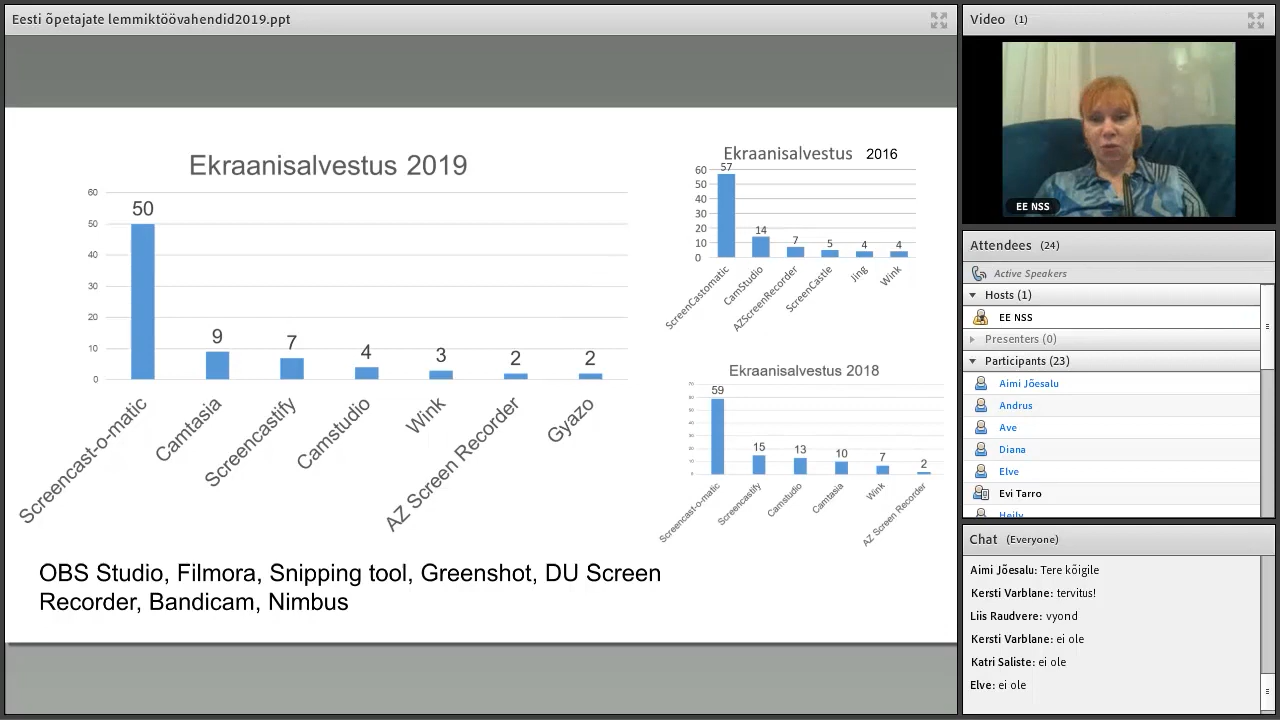 Eesti õpetajate lemmiktöövahendid2019.ppt
Ekraanisalvestus 2019
60
50
40
30
20
10
0
50
9
7
4
3
2
2
Screencast-o-matic
Camtasia
Screencastify
Camstudio
Wink
AZ Screen Recorder
Gyazo
Ekraanisalvestus 2016
60
50
40
30
20
10
0
57
14
7
5
4
4
ScreenCastomatic
CamStudio
AZScreenRecorder
ScreenCastle
Jing
Wink
Ekraanisalvestus 2018
59
15
13
10
7
2
Screencast-o-matic
Screencastify
Camstudio
Camtasia
Wink
AZ Screen Recorder
OBS Studio, Filmora, Snipping tool, Greenshot, DU Screen
Recorder, Bandicam, Nimbus
Video (1)
EE NSS
Attendees (24)
Active Speakers
Hosts (1)
EE NSS
Presenters (0)
Participants (23)
Aimi Jõesalu
Andrus
Ave
Diana
Elve
Evi Tarro
Heily
Chat (Everyone)
Aimi Jõesalu: Tere kõigile
Kersti Varblane: tervitus!
Liis Raudvere: vyond
Kersti Varblane: ei ole
Katri Saliste: ei ole
Elve: ei ole